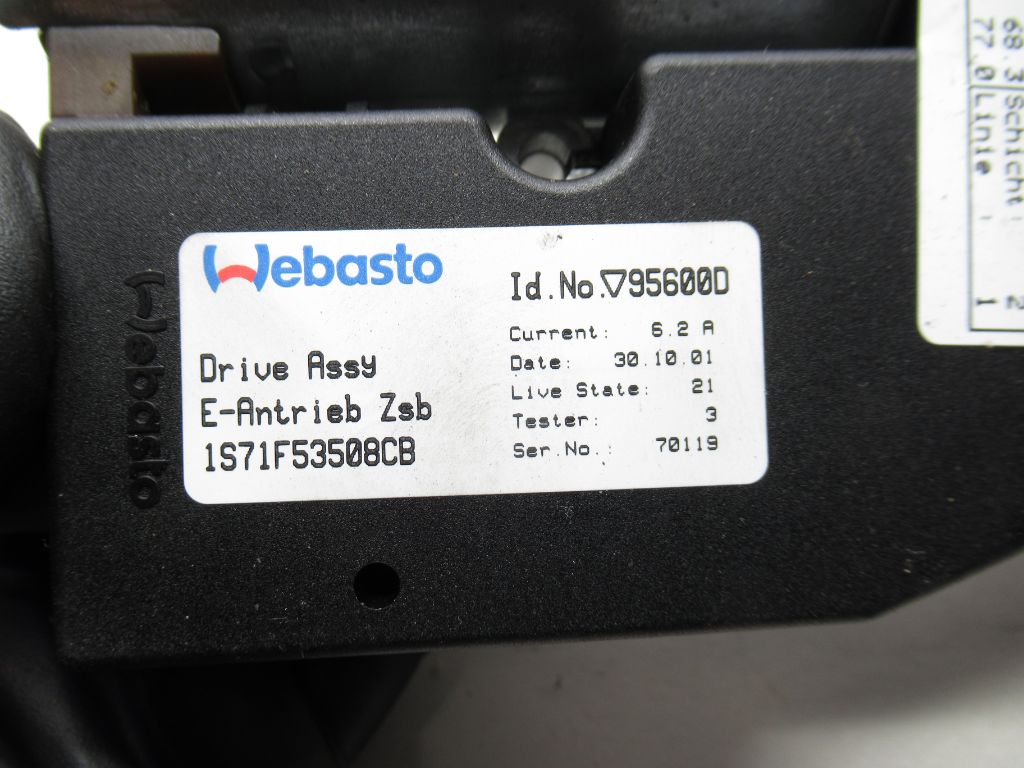 Webasto
Id.No.▽95600D
Current: 6.2 A
Date: 30.10.01
Live State: 21
Tester: 3
Ser.No.: 70119
Drive Assy
E-Antrieb Zsb
1S71F53508CB
Webasto
68.3 Schicht: 2
77.0 Linie : 1